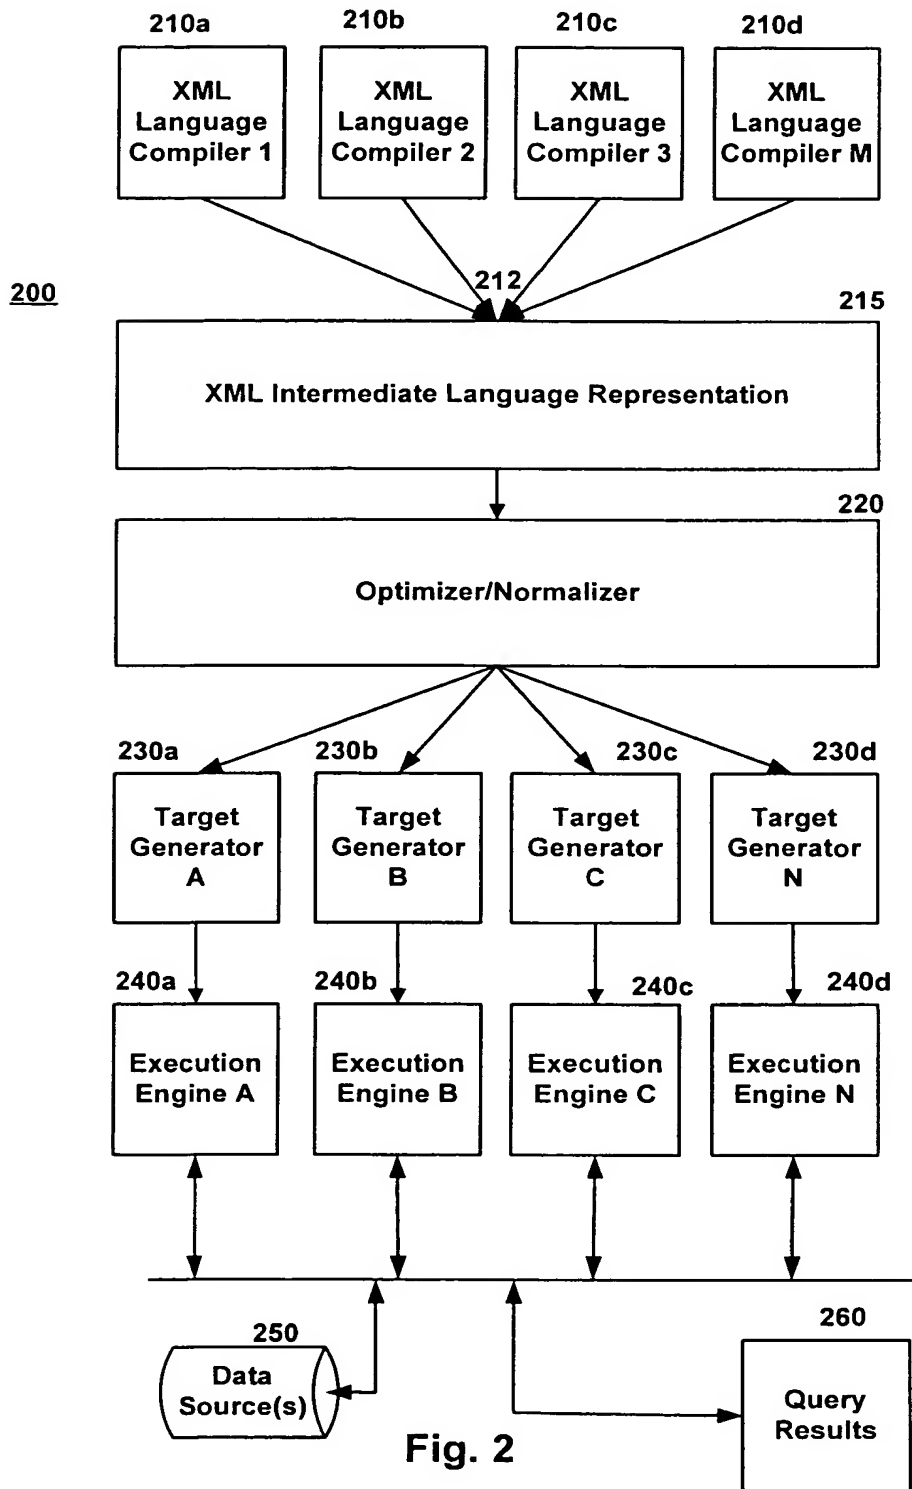 210a
210b
210c
210d
XML
Language
Compiler 1
XML
Language
Compiler 2
XML
Language
Compiler 3
XML
Language
Compiler M
200
212
215
XML Intermediate Language Representation
220
Optimizer/Normalizer
230a
230b
230c
230d
Target
Generator
A
Target
Generator
B
Target
Generator
C
Target
Generator
N
240a
240b
240c
240d
Execution
Engine A
Execution
Engine B
Execution
Engine C
Execution
Engine N
250
Data
Source(s)
260
Query
Results
Fig. 2